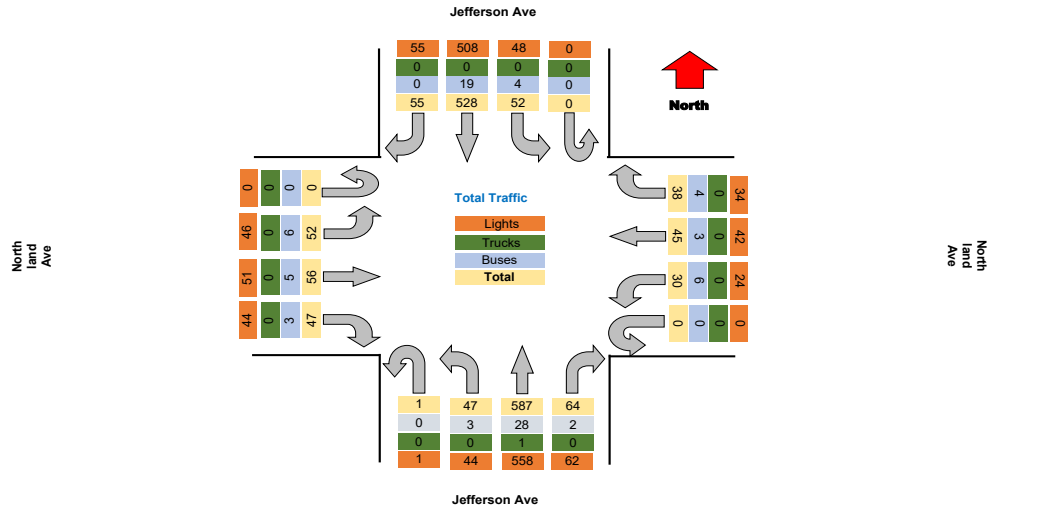 Jefferson Ave
55 508 48 0
0 0 0 0
0 19 4 0
55 528 52 0
North
0 0 0 0
46 0 6 52
51 0 5 56
44 0 3 47
North
land
Ave
Total Traffic
Lights
Trucks
Buses
Total
38 4 0 34
45 3 0 42
30 6 0 24
0 0 0 0
North
land
Ave
1 47 587 64
0 3 28 2
0 0 1 0
1 44 558 62
Jefferson Ave